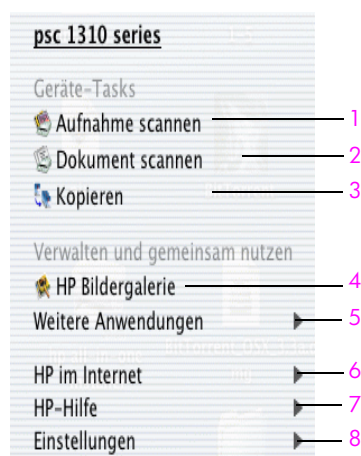 psc 1310 series
Geräte-Tasks
Aufnahme scannen 1
Dokument scannen 2
Kopieren 3
Verwalten und gemeinsam nutzen
HP Bildergalerie 4
Weitere Anwendungen 5
HP im Internet 6
HP-Hilfe 7
Einstellungen 8